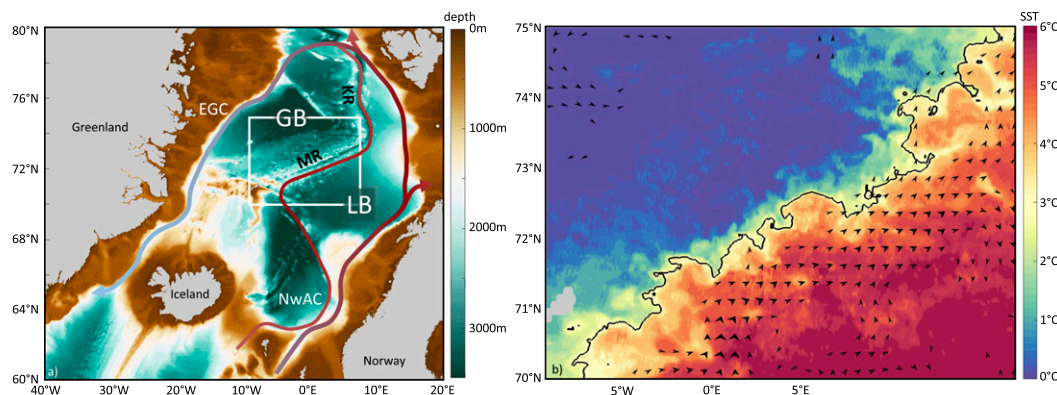 80°N
76°N
72°N
68°N
64°N
60°N
40°W
30°W
20°W
10°W
0°E
10°E
20°E
Greenland
EGC
GB
KR
MR
LB
Iceland
NwAC
Norway
a)
depth
0m
1000m
2000m
3000m
75°N
74°N
73°N
72°N
71°N
70°N
5°W
0°E
5°E
b)
SST
6°C
5°C
4°C
3°C
2°C
1°C
0°C